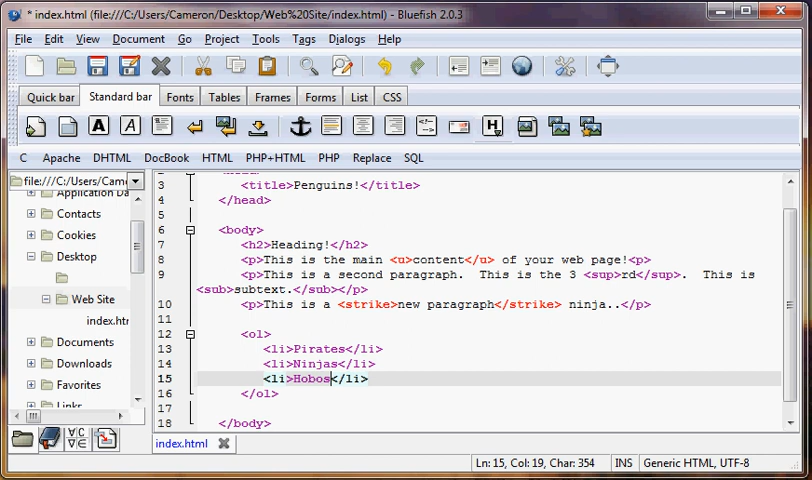 * index.html (file:///C:/Users/Cameron/Desktop/Web%20Site/index.html) - Bluefish 2.0.3
File Edit View Document Go Project Tools Tags Dialogs Help
Quick bar Standard bar Fonts Tables Frames Forms List CSS
C Apache DHTML DocBook HTML PHP+HTML PHP Replace SQL
file:///C:/Users/Came
Application Da
Contacts
Cookies
Desktop
Web Site
index.htr
Documents
Downloads
Favorites
Links
3 <title>Penguins!</title>
4 </head>
5
6 <body>
7 <h2>Heading!</h2>
8 <p>This is the main <u>content</u> of your web page!<p>
9 <p>This is a second paragraph.  This is the 3 <sup>rd</sup>.  This is
<sub>subtext.</sub></p>
10 <p>This is a <strike>new paragraph</strike> ninja..</p>
11
12 <ol>
13 <li>Pirates</li>
14 <li>Ninjas</li>
15 <li>Hobos</li>
16 </ol>
17
18 </body>
index.html
Ln: 15, Col: 19, Char: 354 INS Generic HTML, UTF-8